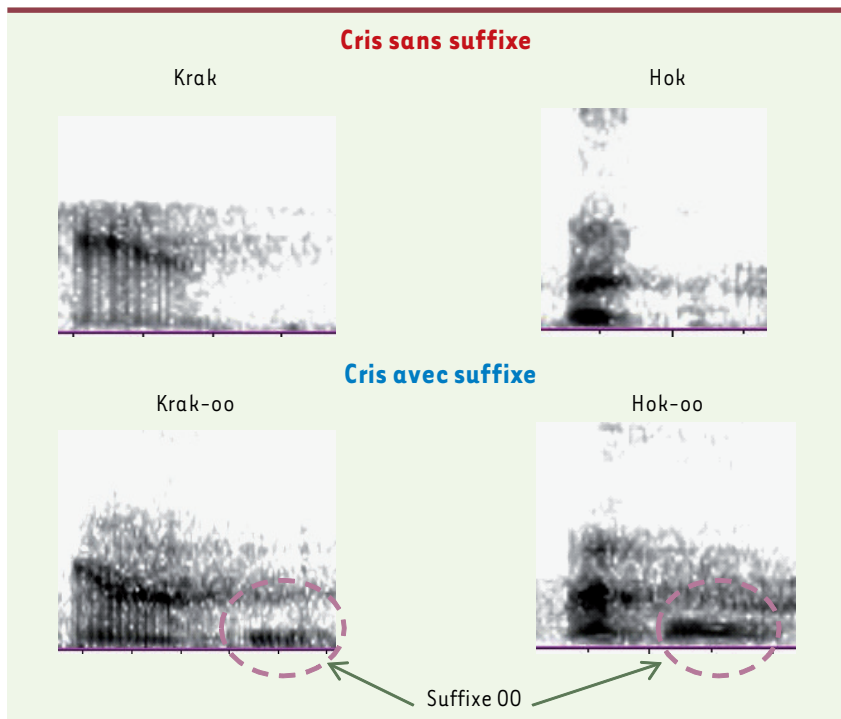 Cris sans suffixe
Krak
Hok
Cris avec suffixe
Krak-oo
Hok-oo
Suffixe OO